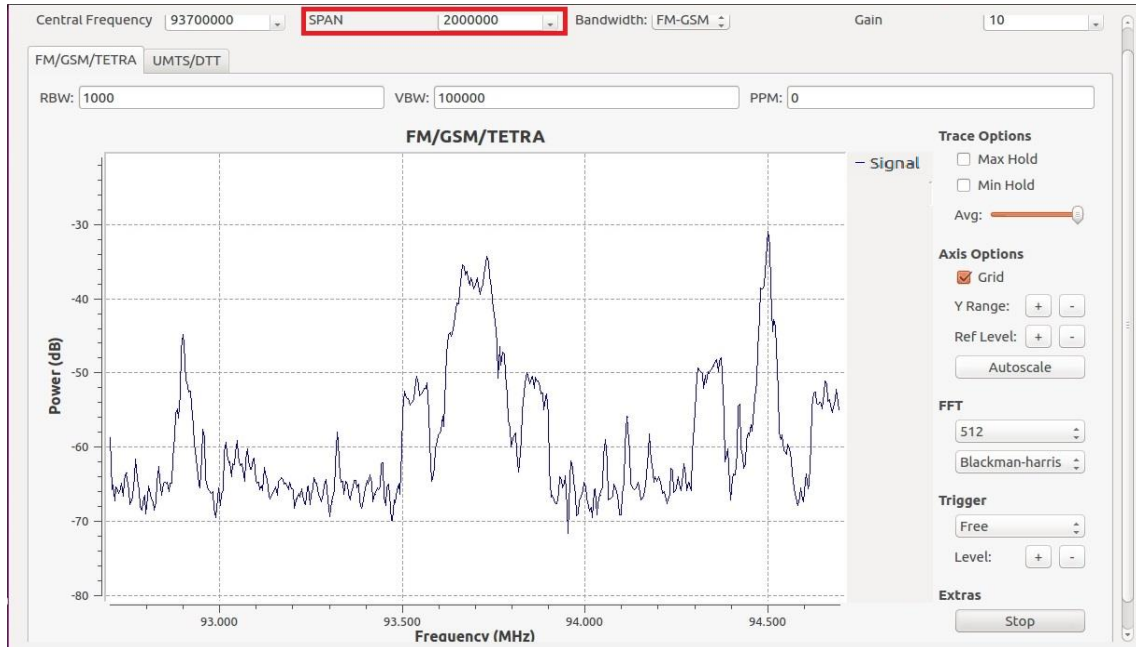 Central Frequency 93700000 SPAN 2000000 Bandwidth: FM-GSM Gain 10
FM/GSM/TETRA UMTS/DTT
RBW: 1000 VBW: 100000 PPM: 0
FM/GSM/TETRA
Signal
-30
-40
-50
-60
-70
-80
Power (dB)
93.000 93.500 94.000 94.500
Frequency (MHz)
Trace Options
Max Hold
Min Hold
Avg:
Axis Options
Grid
Y Range: + -
Ref Level: + -
Autoscale
FFT
512
Blackman-harris
Trigger
Free
Level: + -
Extras
Stop